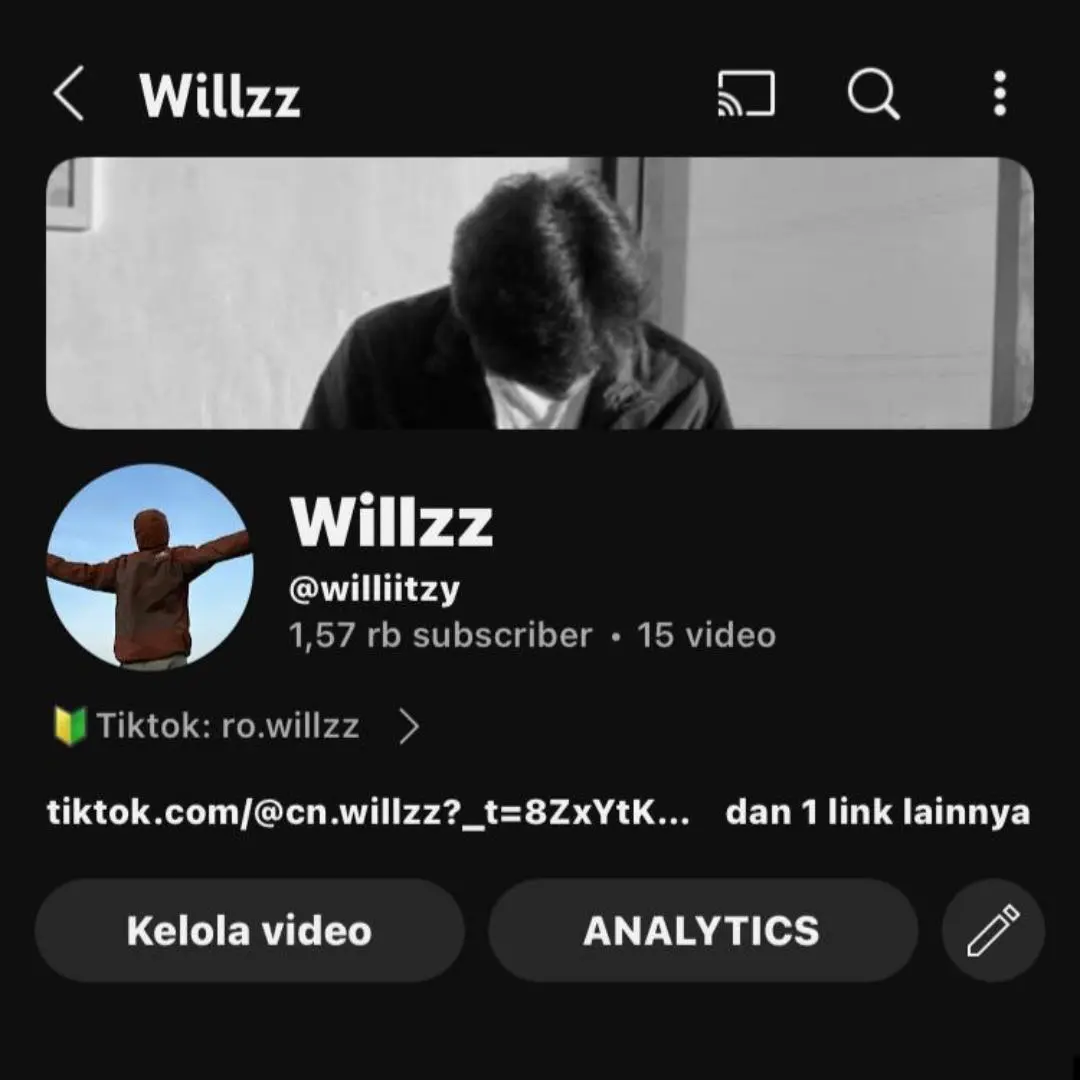 Willzz
Willzz
@williitzy
1,57 rb subscriber • 15 video
🔰 Tiktok: ro.willzz
tiktok.com/@cn.willzz?_t=8ZxYtK... dan 1 link lainnya
Kelola video ANALYTICS